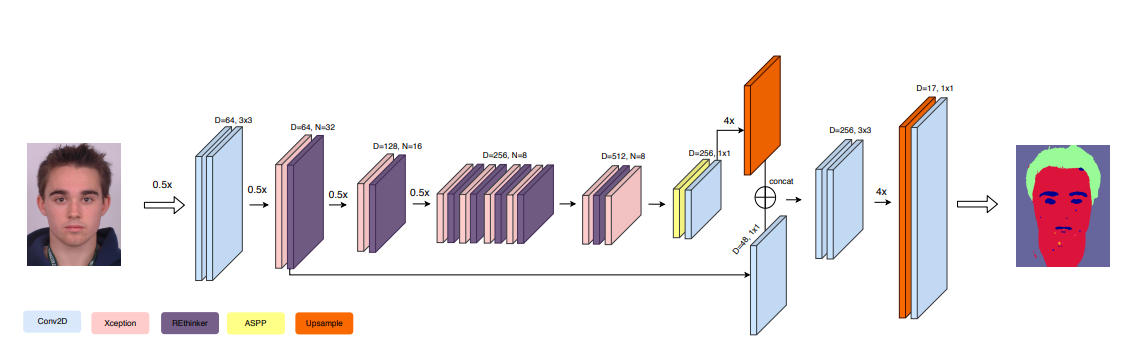 0.5x
D=64, 3x3
0.5x
D=64, N=32
0.5x
D=128, N=16
0.5x
D=256, N=8
D=512, N=8
D=256, 1x1
4x
concat
D=48, 1x1
D=256, 3x3
4x
D=17, 1x1
Conv2D
Xception
REthinker
ASPP
Upsample